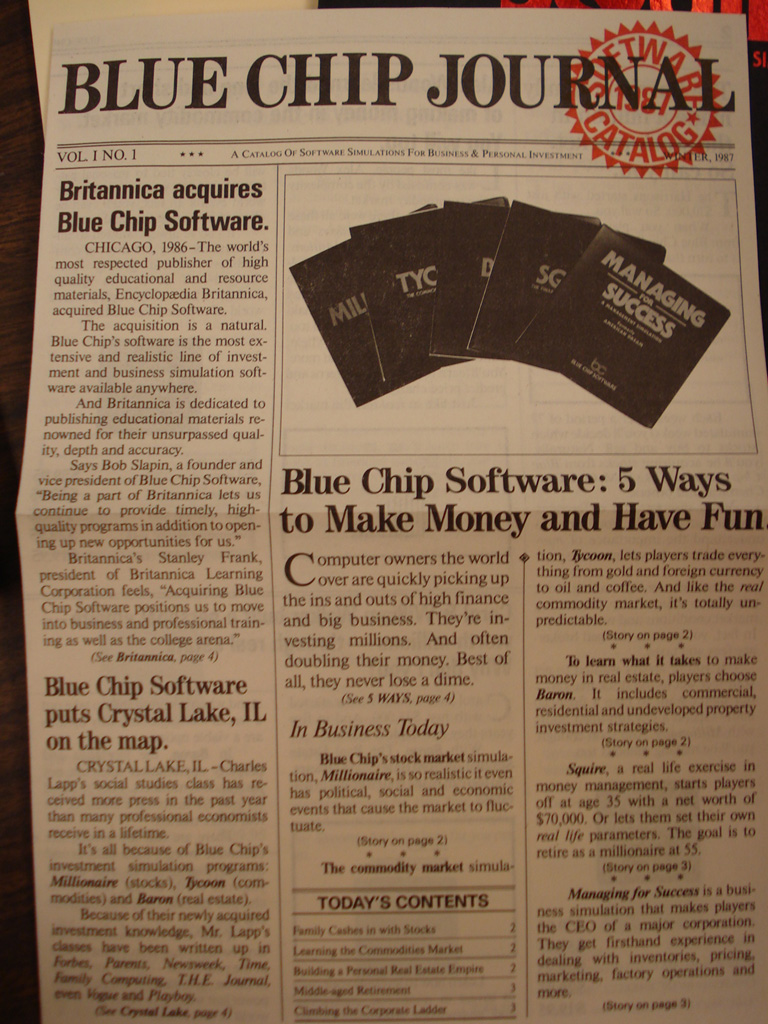 BLUE CHIP JOURNAL
SOFTWARE
1987
CATALOG
VOL. I NO. 1 ★★★ A CATALOG OF SOFTWARE SIMULATIONS FOR BUSINESS & PERSONAL INVESTMENT WINTER, 1987
Britannica acquires
Blue Chip Software.
CHICAGO, 1986–The world's
most respected publisher of high
quality educational and resource
materials, Encyclopædia Britannica,
acquired Blue Chip Software.
The acquisition is a natural.
Blue Chip's software is the most ex-
tensive and realistic line of invest-
ment and business simulation soft-
ware available anywhere.
And Britannica is dedicated to
publishing educational materials re-
nowned for their unsurpassed qual-
ity, depth and accuracy.
Says Bob Slapin, a founder and
vice president of Blue Chip Software,
"Being a part of Britannica lets us
continue to provide timely, high-
quality programs in addition to open-
ing up new opportunities for us."
Britannica's Stanley Frank,
president of Britannica Learning
Corporation feels, "Acquiring Blue
Chip Software positions us to move
into business and professional train-
ing as well as the college arena."
(See Britannica, page 4)
Blue Chip Software
puts Crystal Lake, IL
on the map.
CRYSTAL LAKE, IL.–Charles
Lapp's social studies class has re-
ceived more press in the past year
than many professional economists
receive in a lifetime.
It's all because of Blue Chip's
investment simulation programs:
Millionaire (stocks), Tycoon (com-
modities) and Baron (real estate).
Because of their newly acquired
investment knowledge, Mr. Lapp's
classes have been written up in
Forbes, Parents, Newsweek, Time,
Family Computing, T.H.E. Journal,
even Vogue and Playboy.
(See Crystal Lake, page 4)
MIL
TYC
THE COMMO
SQ
MANAGING
FOR
SUCCESS
A MANAGEMENT SIMULATION
formerly
AMERICAN DREAM
bc
BLUE CHIP SOFTWARE
Blue Chip Software: 5 Ways
to Make Money and Have Fun.
Computer owners the world
over are quickly picking up
the ins and outs of high finance
and big business. They're in-
vesting millions. And often
doubling their money. Best of
all, they never lose a dime.
(See 5 WAYS, page 4)
In Business Today
Blue Chip's stock market simula-
tion, Millionaire, is so realistic it even
has political, social and economic
events that cause the market to fluc-
tuate.
(Story on page 2)
* * *
The commodity market simula-
TODAY'S CONTENTS
Family Cashes in with Stocks 2
Learning the Commodities Market 2
Building a Personal Real Estate Empire 2
Middle-aged Retirement 3
Climbing the Corporate Ladder 3
tion, Tycoon, lets players trade every-
thing from gold and foreign currency
to oil and coffee. And like the real
commodity market, it's totally un-
predictable.
(Story on page 2)
* * *
To learn what it takes to make
money in real estate, players choose
Baron. It includes commercial,
residential and undeveloped property
investment strategies.
(Story on page 2)
* * *
Squire, a real life exercise in
money management, starts players
off at age 35 with a net worth of
$70,000. Or lets them set their own
real life parameters. The goal is to
retire as a millionaire at 55.
(Story on page 3)
* * *
Managing for Success is a busi-
ness simulation that makes players
the CEO of a major corporation.
They get firsthand experience in
dealing with inventories, pricing,
marketing, factory operations and
more.
(Story on page 3)
SI